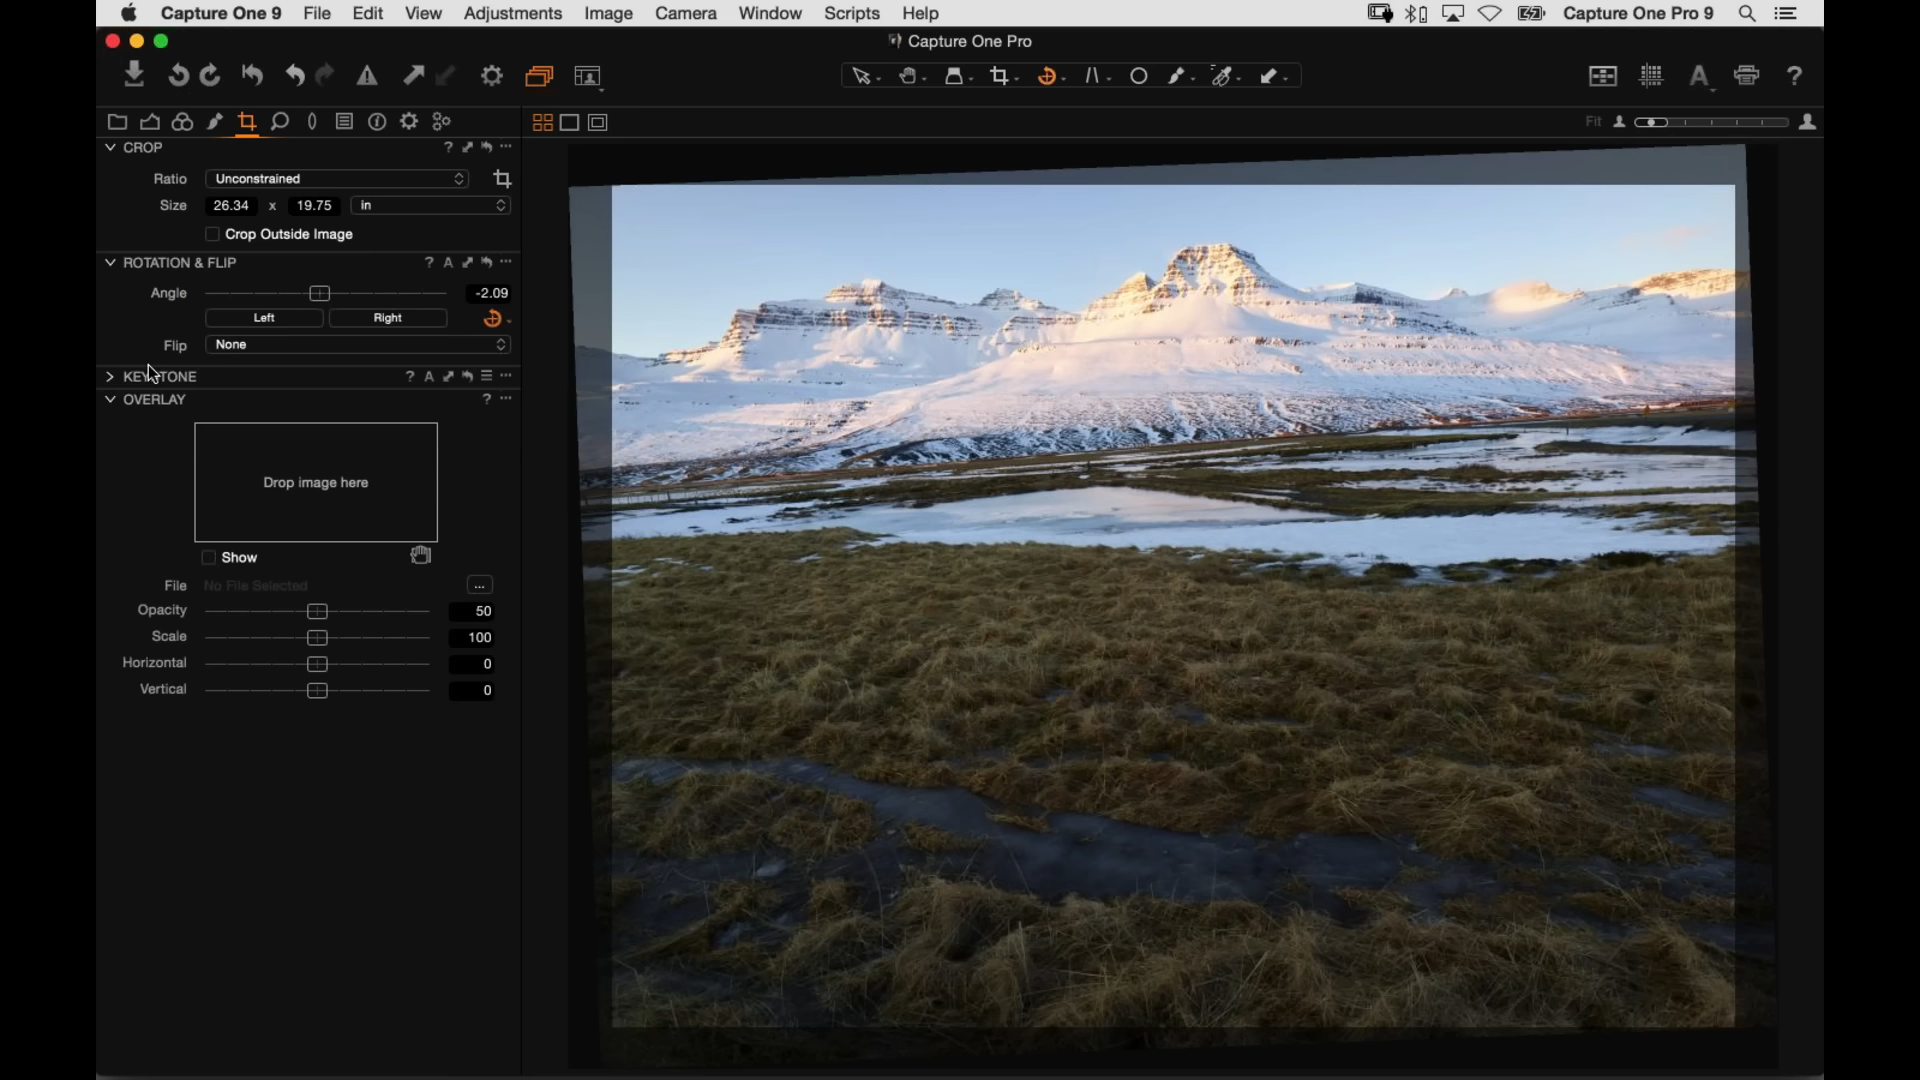 Capture One 9 File Edit View Adjustments Image Camera Window Scripts Help Capture One Pro 9
Capture One Pro
A ?
Fit
CROP ?
Ratio Unconstrained
Size 26.34 x 19.75 in
Crop Outside Image
ROTATION & FLIP ? A
Angle -2.09
Left Right
Flip None
? A
OVERLAY ?
Drop image here
Show
File No File Selected ...
Opacity 50
Scale 100
Horizontal 0
Vertical 0